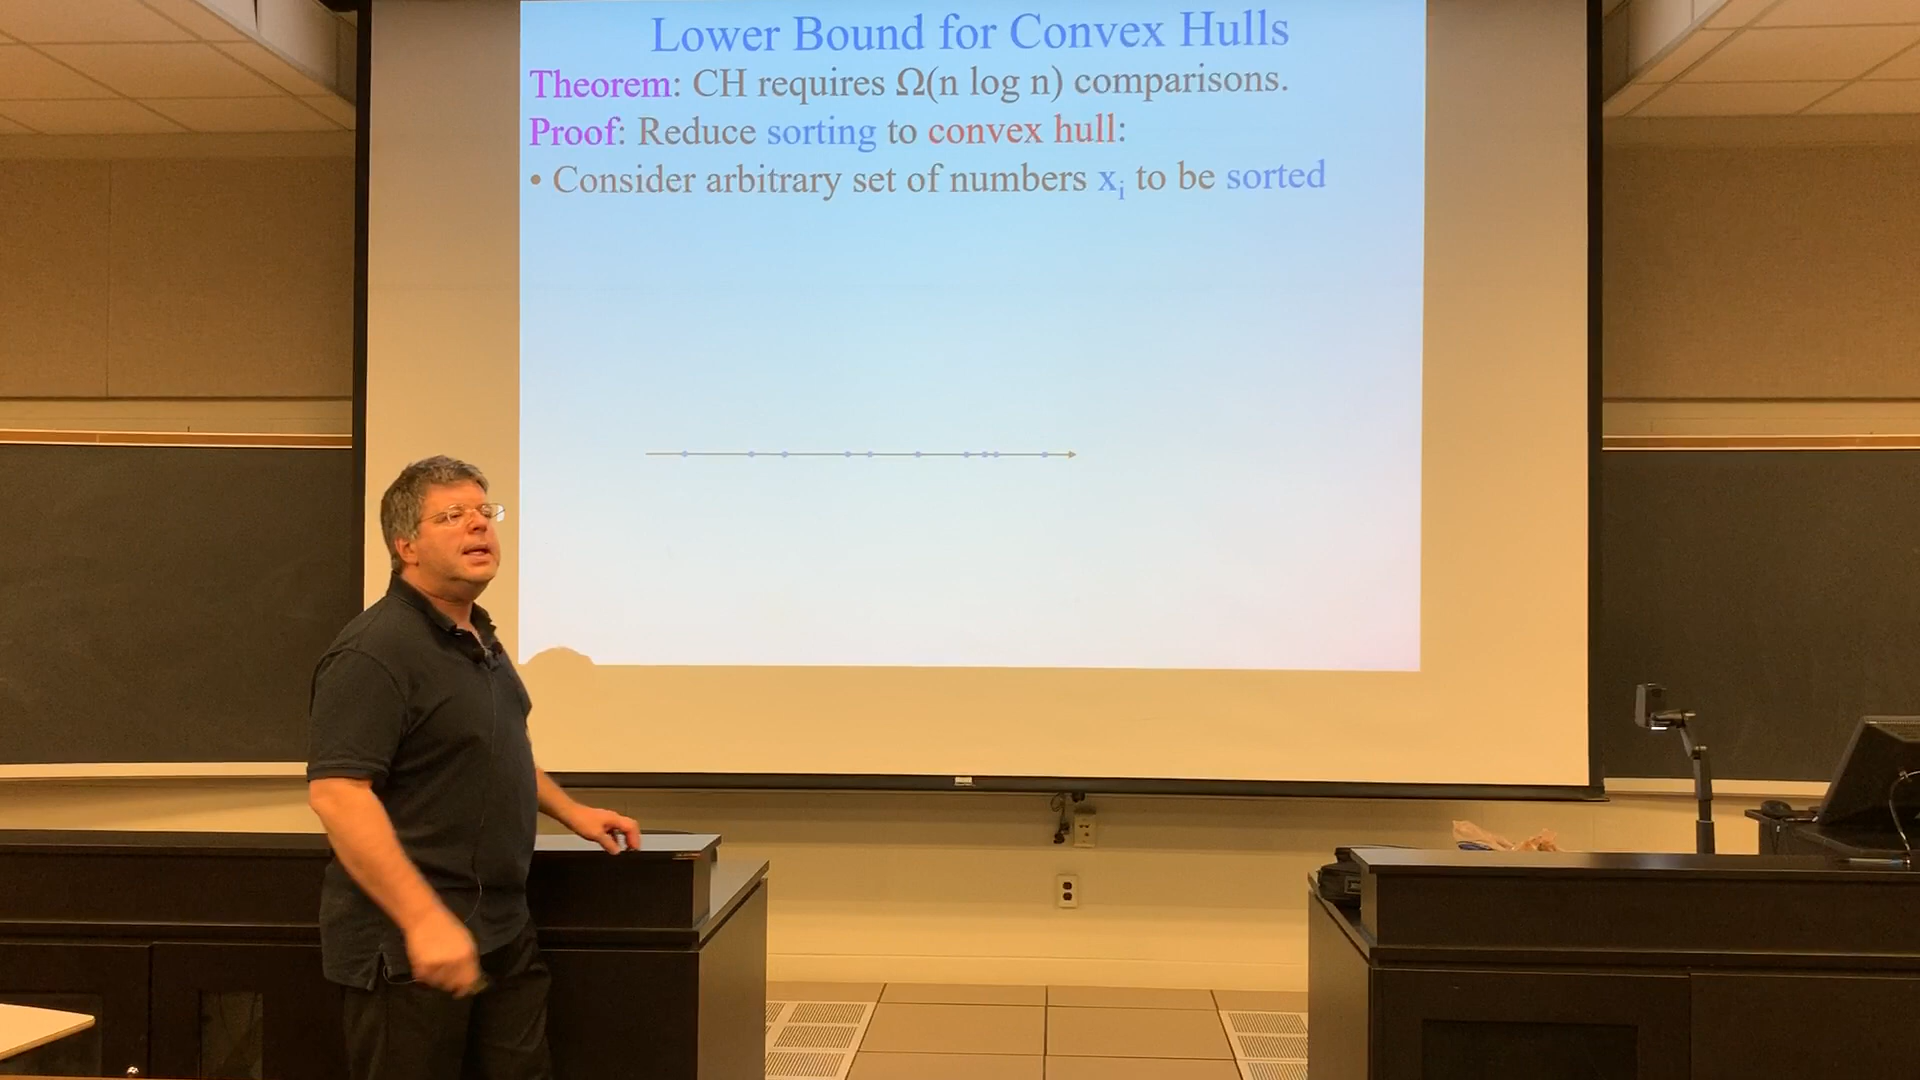 Lower Bound for Convex Hulls
Theorem: CH requires Ω(n log n) comparisons.
Proof: Reduce sorting to convex hull:
• Consider arbitrary set of numbers xᵢ to be sorted